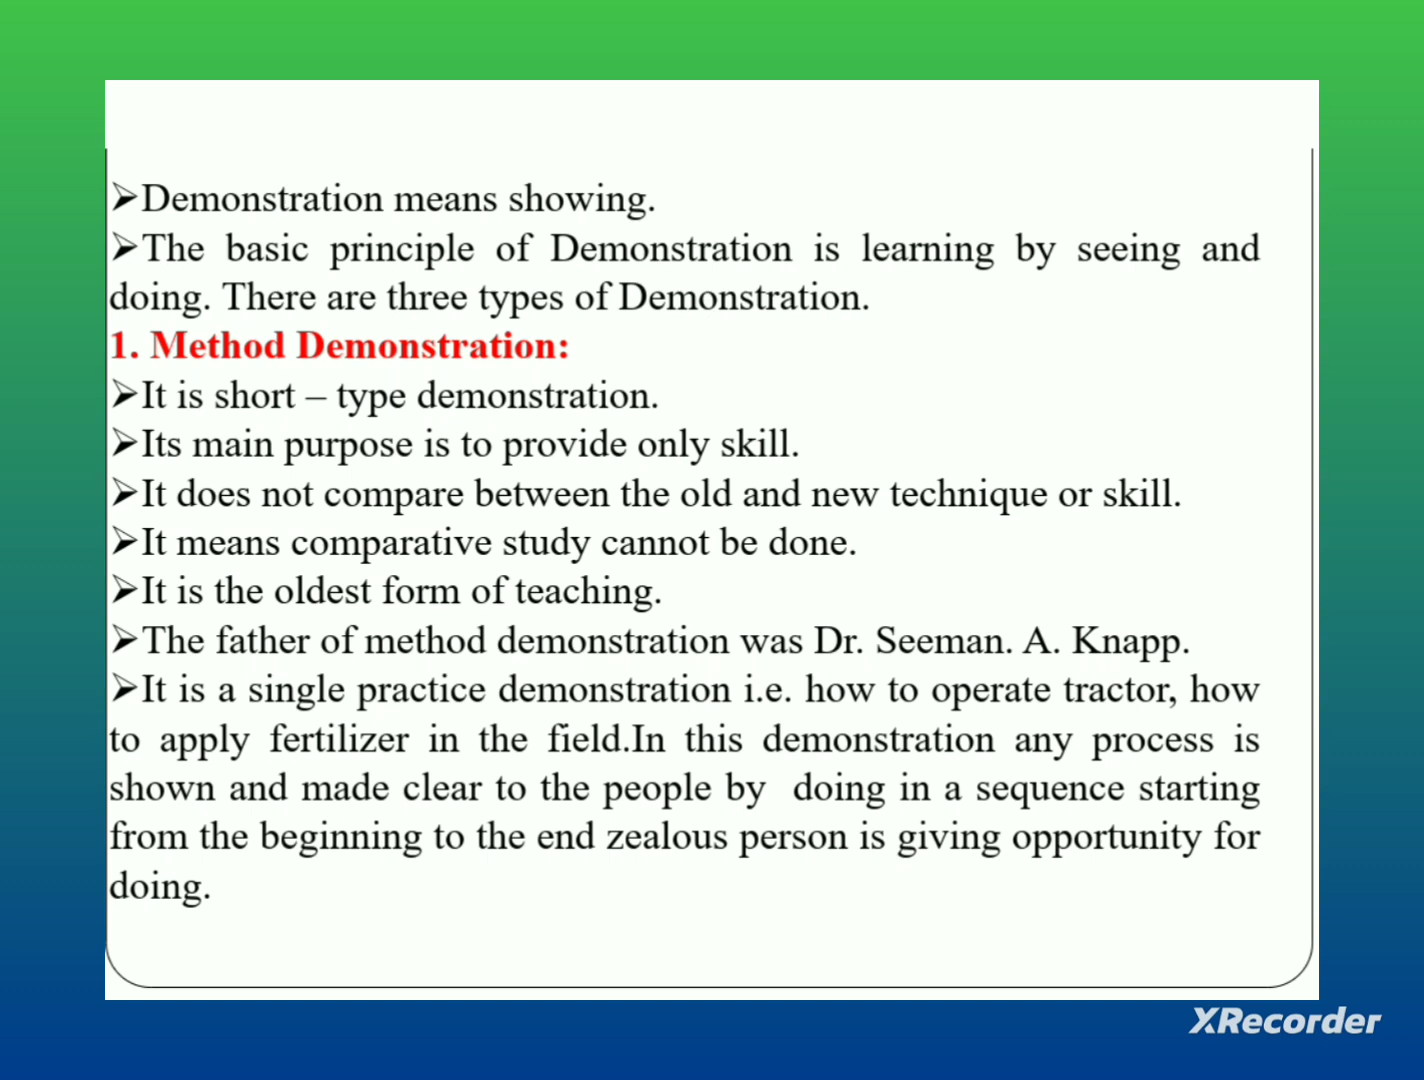 ➢Demonstration means showing.
➢The basic principle of Demonstration is learning by seeing and
doing. There are three types of Demonstration.
1. Method Demonstration:
➢It is short – type demonstration.
➢Its main purpose is to provide only skill.
➢It does not compare between the old and new technique or skill.
➢It means comparative study cannot be done.
➢It is the oldest form of teaching.
➢The father of method demonstration was Dr. Seeman. A. Knapp.
➢It is a single practice demonstration i.e. how to operate tractor, how
to apply fertilizer in the field.In this demonstration any process is
shown and made clear to the people by doing in a sequence starting
from the beginning to the end zealous person is giving opportunity for
doing.
XRecorder